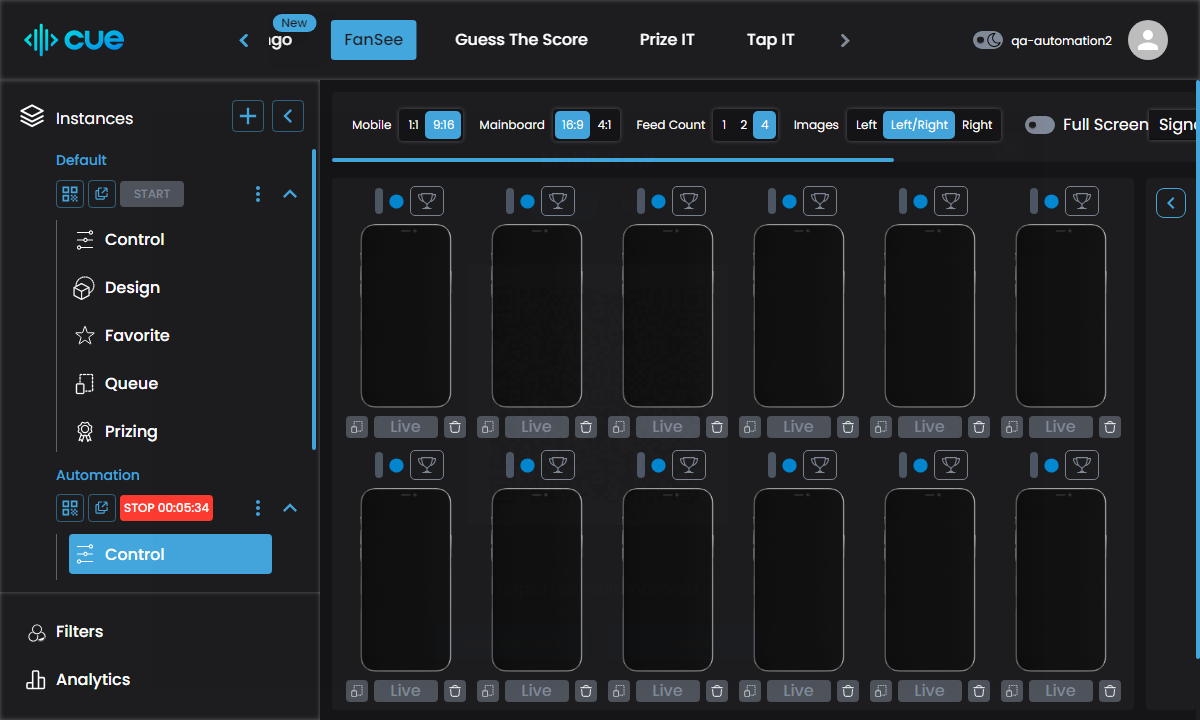 cue
New
FanSee
Guess The Score
Prize IT
Tap IT
qa-automation2
Instances
Default
START
Control
Design
Favorite
Queue
Prizing
Automation
STOP 00:05:34
Control
Filters
Analytics
Mobile 1:1 9:16 Mainboard 16:9 4:1 Feed Count 1 2 4 Images Left Left/Right Right Full Screen
Live Live Live Live Live Live
Live Live Live Live Live Live